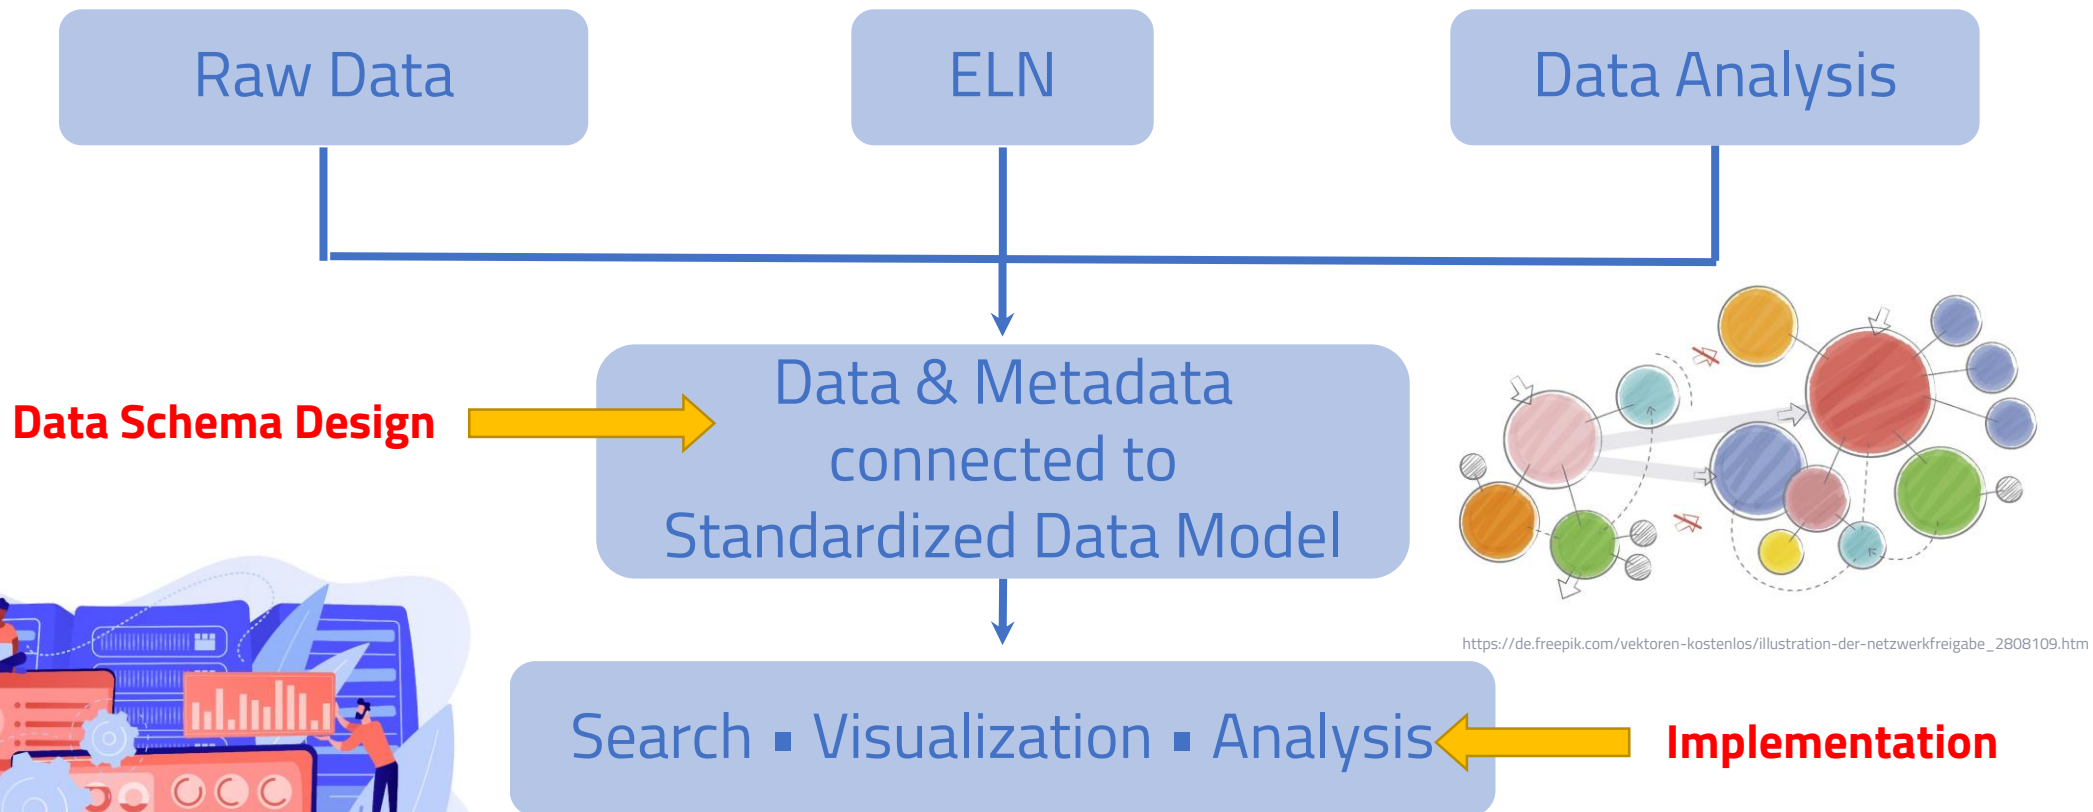 Raw Data
ELN
Data Analysis
Data & Metadata
connected to
Standardized Data Model
Data Schema Design
https://de.freepik.com/vektoren-kostenlos/illustration-der-netzwerkfreigabe_2808109.htm
Search ▪ Visualization ▪ Analysis
Implementation